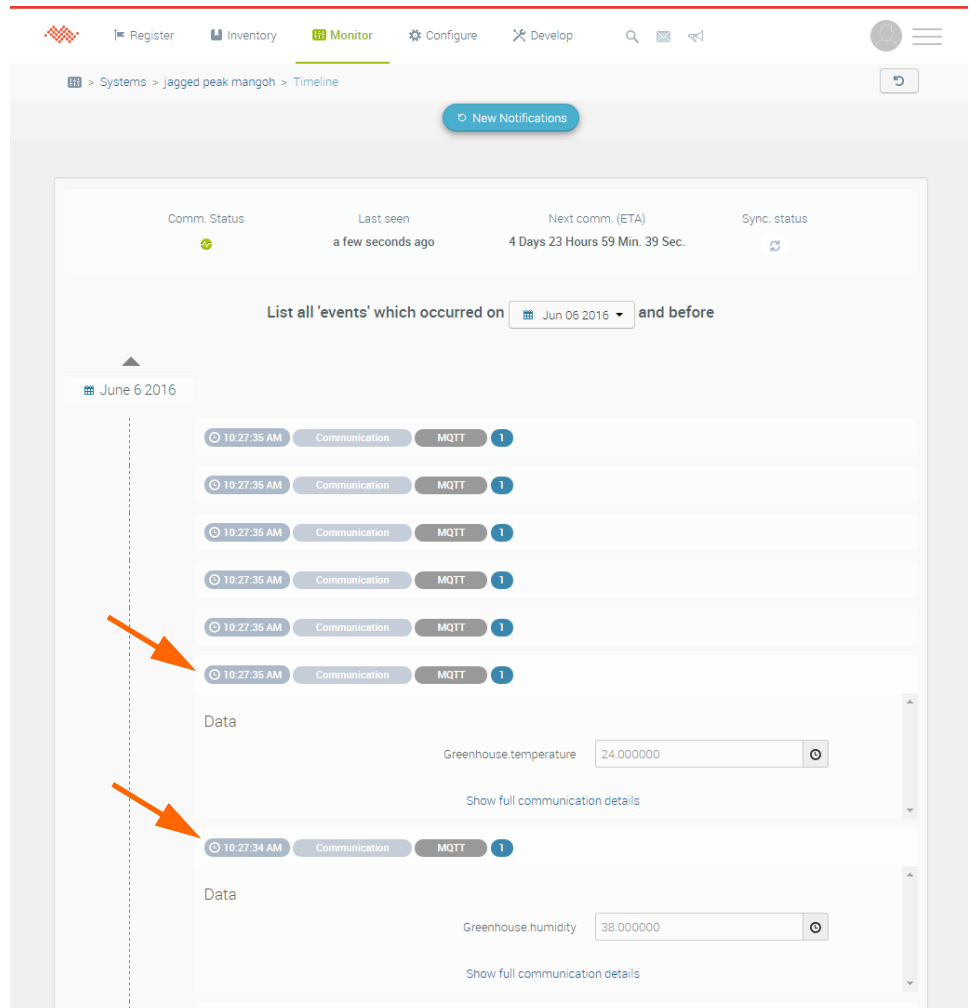 Register Inventory Monitor Configure Develop
> Systems > jagged peak mangoh > Timeline
New Notifications
Comm. Status Last seen Next comm. (ETA) Sync. status
a few seconds ago 4 Days 23 Hours 59 Min. 39 Sec.
List all 'events' which occurred on Jun 06 2016 and before
June 6 2016
10:27:35 AM Communication MQTT 1
10:27:35 AM Communication MQTT 1
10:27:35 AM Communication MQTT 1
10:27:35 AM Communication MQTT 1
10:27:35 AM Communication MQTT 1
10:27:35 AM Communication MQTT 1
Data
Greenhouse.temperature 24.000000
Show full communication details
10:27:34 AM Communication MQTT 1
Data
Greenhouse.humidity 38.000000
Show full communication details